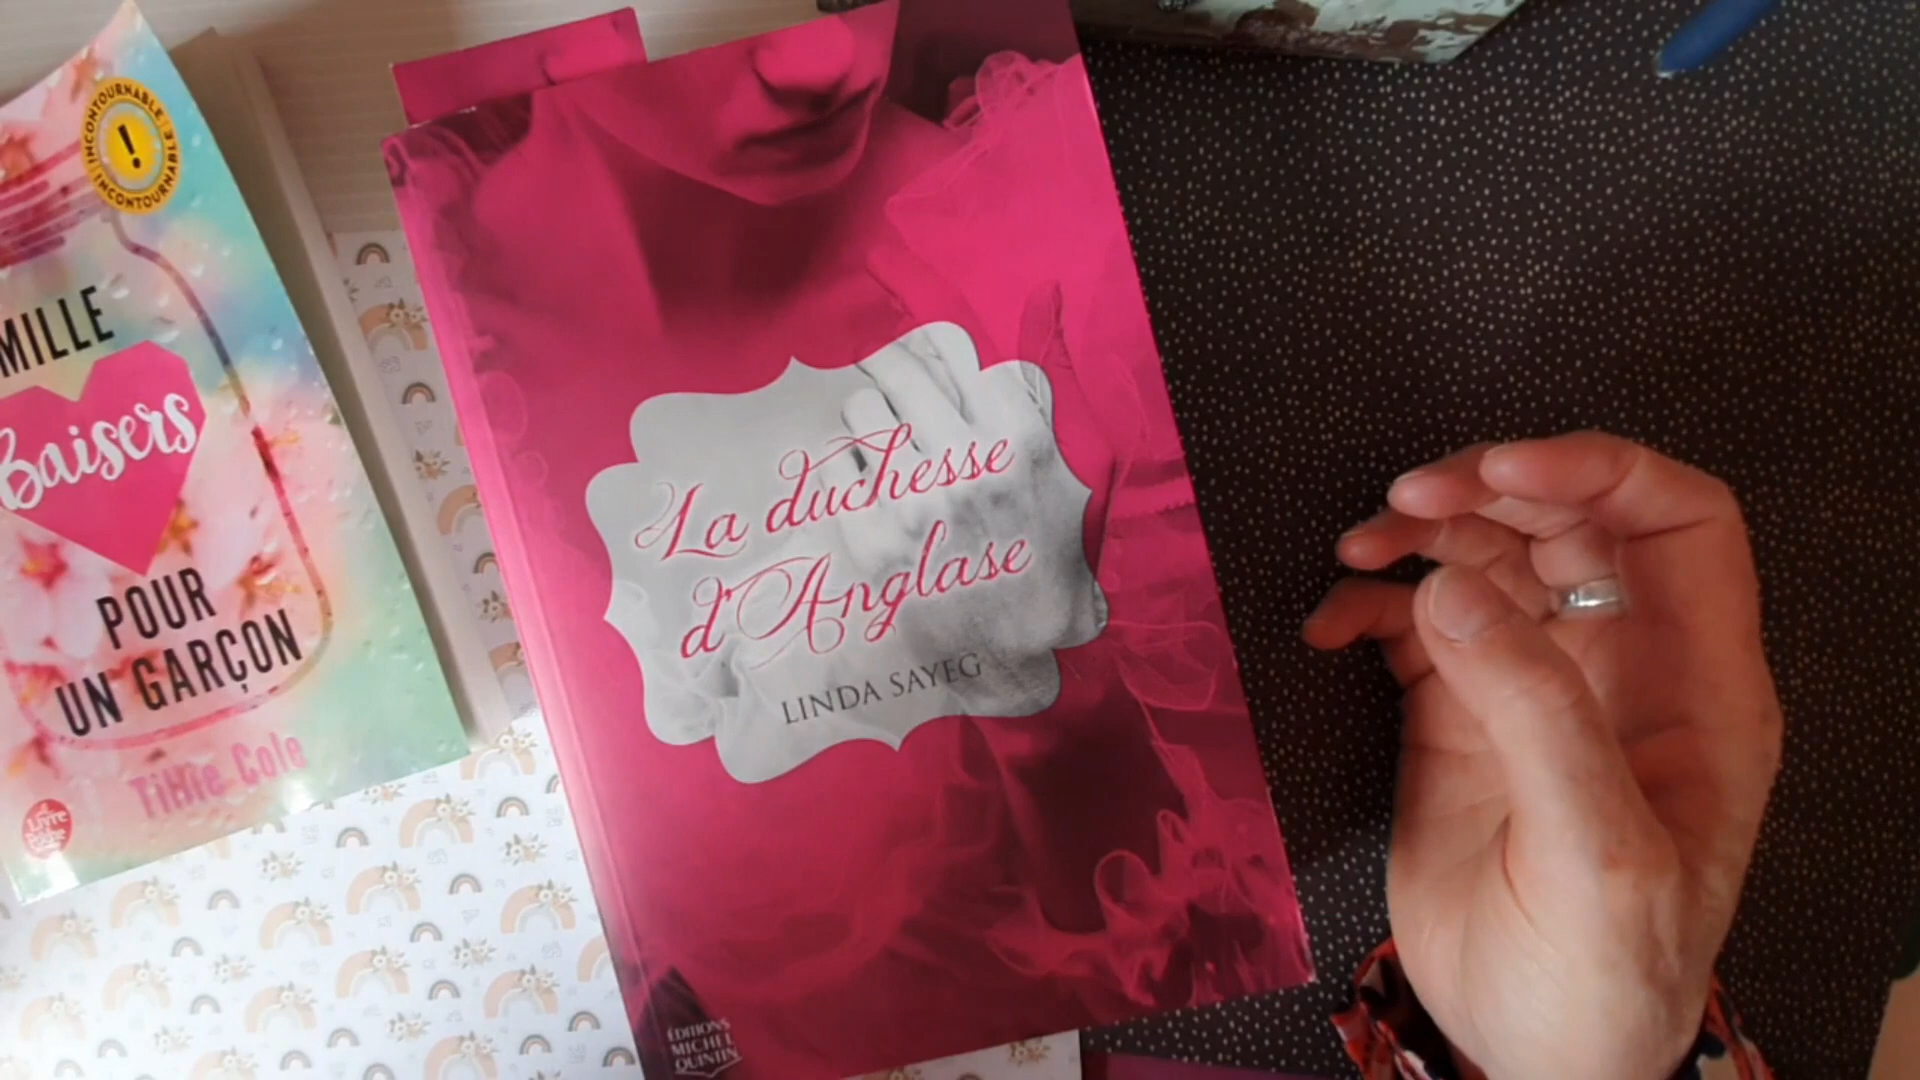 INCONTOURNABLE
!
INCONTOURNABLE
MILLE
Baisers
POUR
UN GARÇON
Tillie Cole
Le Livre
de Poche
La duchesse
d'Anglase
LINDA SAYEG
ÉDITIONS
MICHEL
QUINTIN